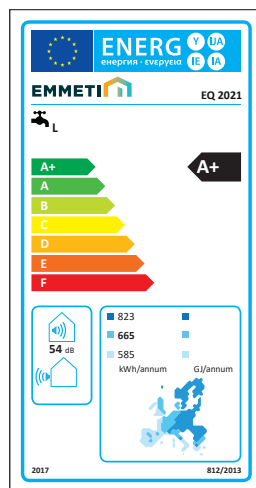 ENERG Y IJA
енергия · ενεργεια IE IA
EMMETI
EQ 2021
L
A+ A+
A
B
C
D
E
F
823
665
585
54 dB
kWh/annum GJ/annum
2017 812/2013